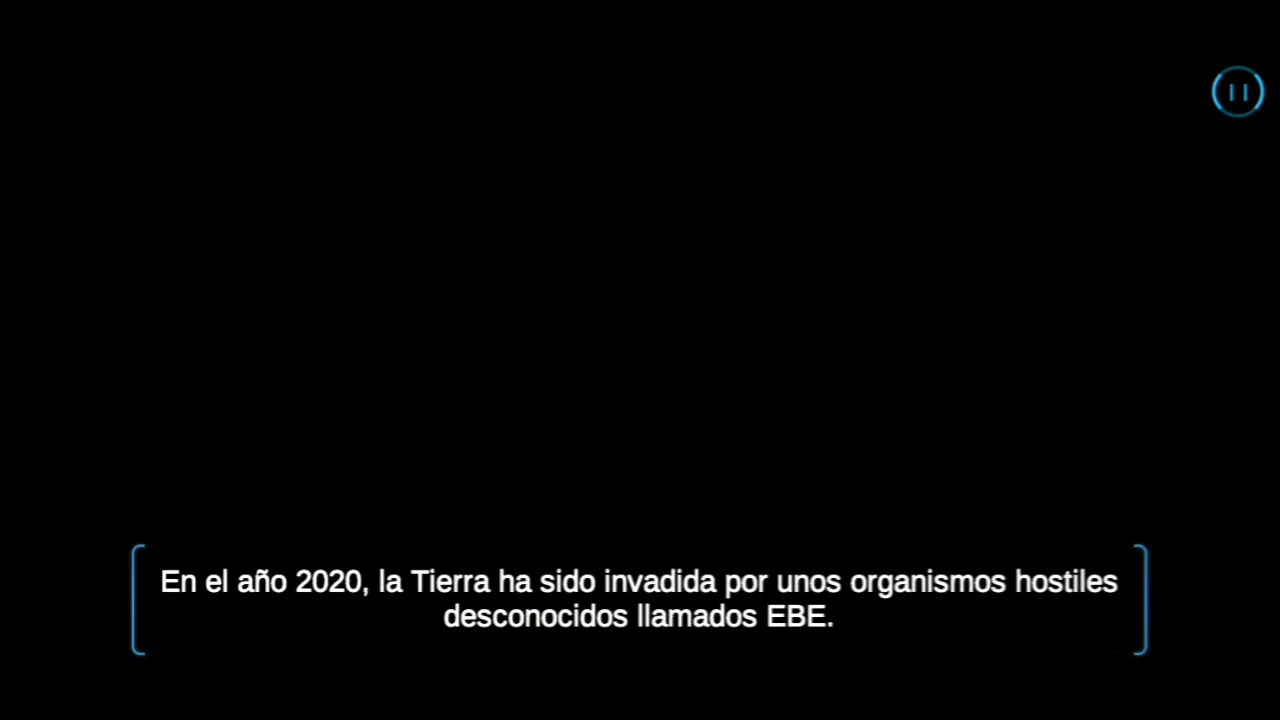 En el año 2020, la Tierra ha sido invadida por unos organismos hostiles
desconocidos llamados EBE.